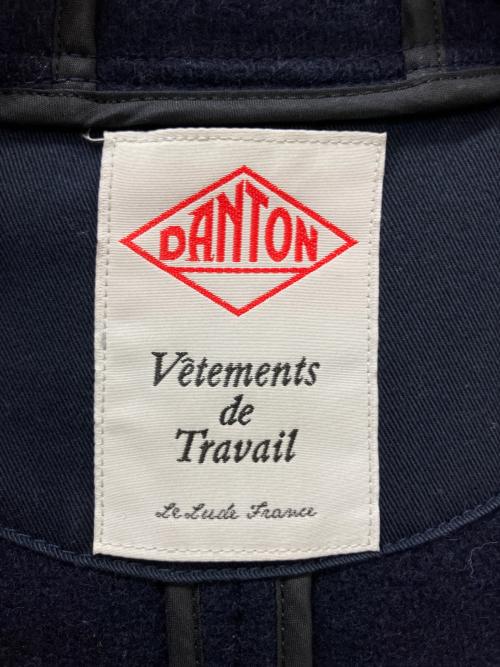 DANTON
Vêtements
de
Travail
Le Lude France